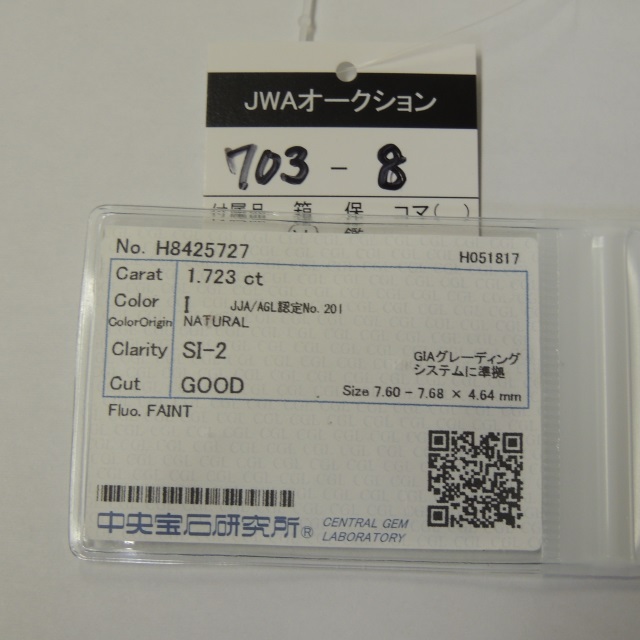 JWAオークション
703 - 8
付属品 箱 保 コマ( )
鑑
No. H8425727 H051817
Carat 1.723 ct
Color I JJA/AGL認定No. 201
ColorOrigin NATURAL
Clarity SI-2
GIAグレーディング
システムに準拠
Cut GOOD Size 7.60 - 7.68 × 4.64 mm
Fluo. FAINT
中央宝石研究所® CENTRAL GEM
LABORATORY